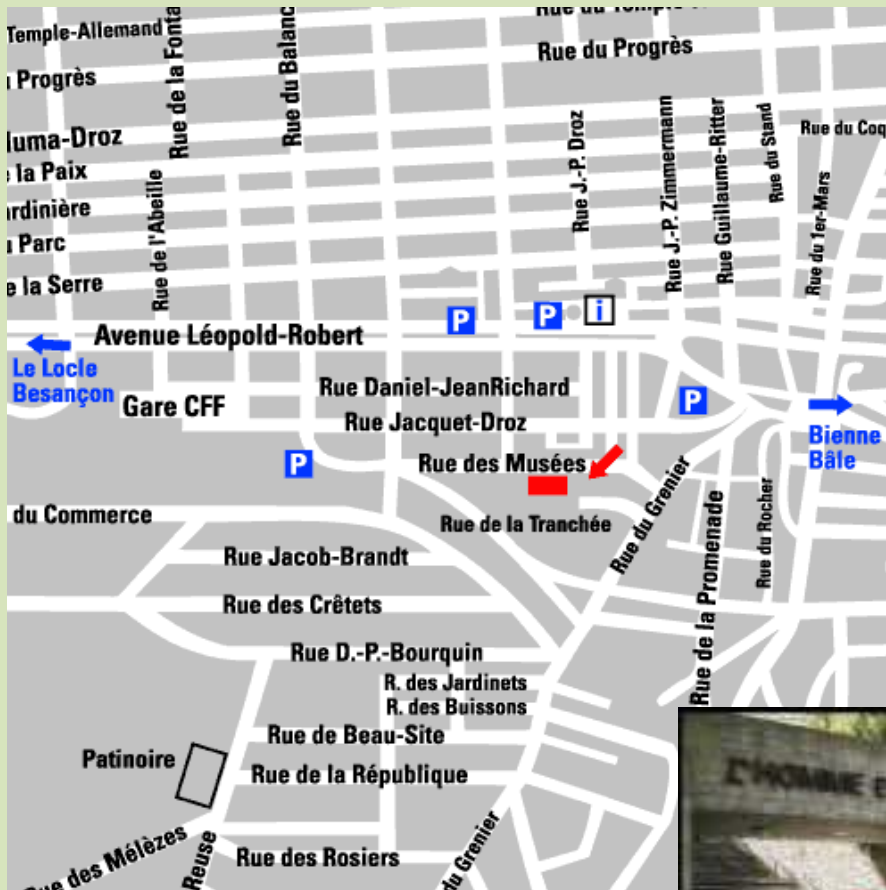 Temple-Allemand
Rue du Progrès
Progrès
Rue de la Fonta
Rue du Balanc
uma-Droz
la Paix
ardinière
Parc
la Serre
Rue de l'Abeille
Rue J.-P. Droz
Rue J.-P. Zimmermann
Rue Guillaume-Ritter
Rue du Stand
Rue du Coq
Rue du 1er-Mars
P
P
i
Avenue Léopold-Robert
Le Locle
Besançon
Gare CFF
Rue Daniel-JeanRichard
P
Rue Jacquet-Droz
Bienne
Bâle
P
Rue des Musées
du Commerce
Rue de la Tranchée
Rue du Grenier
Rue de la Promenade
Rue du Rocher
Rue Jacob-Brandt
Rue des Crêtets
Rue D.-P.-Bourquin
R. des Jardinets
R. des Buissons
Rue de Beau-Site
Patinoire
Rue de la République
L'HOMME E
Rue des Mélèzes
Reuse
Rue des Rosiers
du Grenier